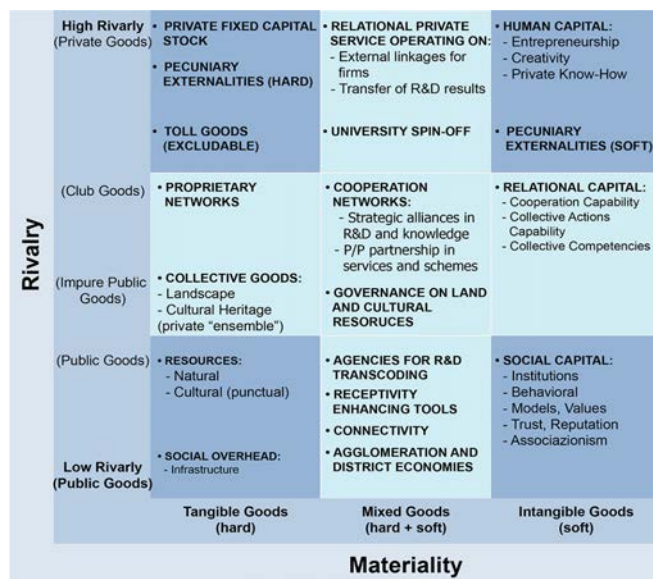 High Rivarly
(Private Goods)
• PRIVATE FIXED CAPITAL
STOCK
• PECUNIARY
EXTERNALITIES (HARD)
• TOLL GOODS
(EXCLUDABLE)
• RELATIONAL PRIVATE
SERVICE OPERATING ON:
- External linkages for
firms
- Transfer of R&D results
• UNIVERSITY SPIN-OFF
• HUMAN CAPITAL:
- Entrepreneurship
- Creativity
- Private Know-How
• PECUNIARY
EXTERNALITIES (SOFT)
(Club Goods)
(Impure Public
Goods)
• PROPRIETARY
NETWORKS
• COLLECTIVE GOODS:
- Landscape
- Cultural Heritage
(private “ensemble”)
• COOPERATION
NETWORKS:
- Strategic alliances in
R&D and knowledge
- P/P partnership in
services and schemes
• GOVERNANCE ON LAND
AND CULTURAL
RESORUCES
• RELATIONAL CAPITAL:
- Cooperation Capability
- Collective Actions
Capability
- Collective Competencies
(Public Goods)
Low Rivarly
(Public Goods)
• RESOURCES:
- Natural
- Cultural (punctual)
• SOCIAL OVERHEAD:
- Infrastructure
• AGENCIES FOR R&D
TRANSCODING
• RECEPTIVITY
ENHANCING TOOLS
• CONNECTIVITY
• AGGLOMERATION AND
DISTRICT ECONOMIES
• SOCIAL CAPITAL:
- Institutions
- Behavioral
- Models, Values
- Trust, Reputation
- Associazionism
Rivalry
Tangible Goods
(hard)
Mixed Goods
(hard + soft)
Intangible Goods
(soft)
Materiality